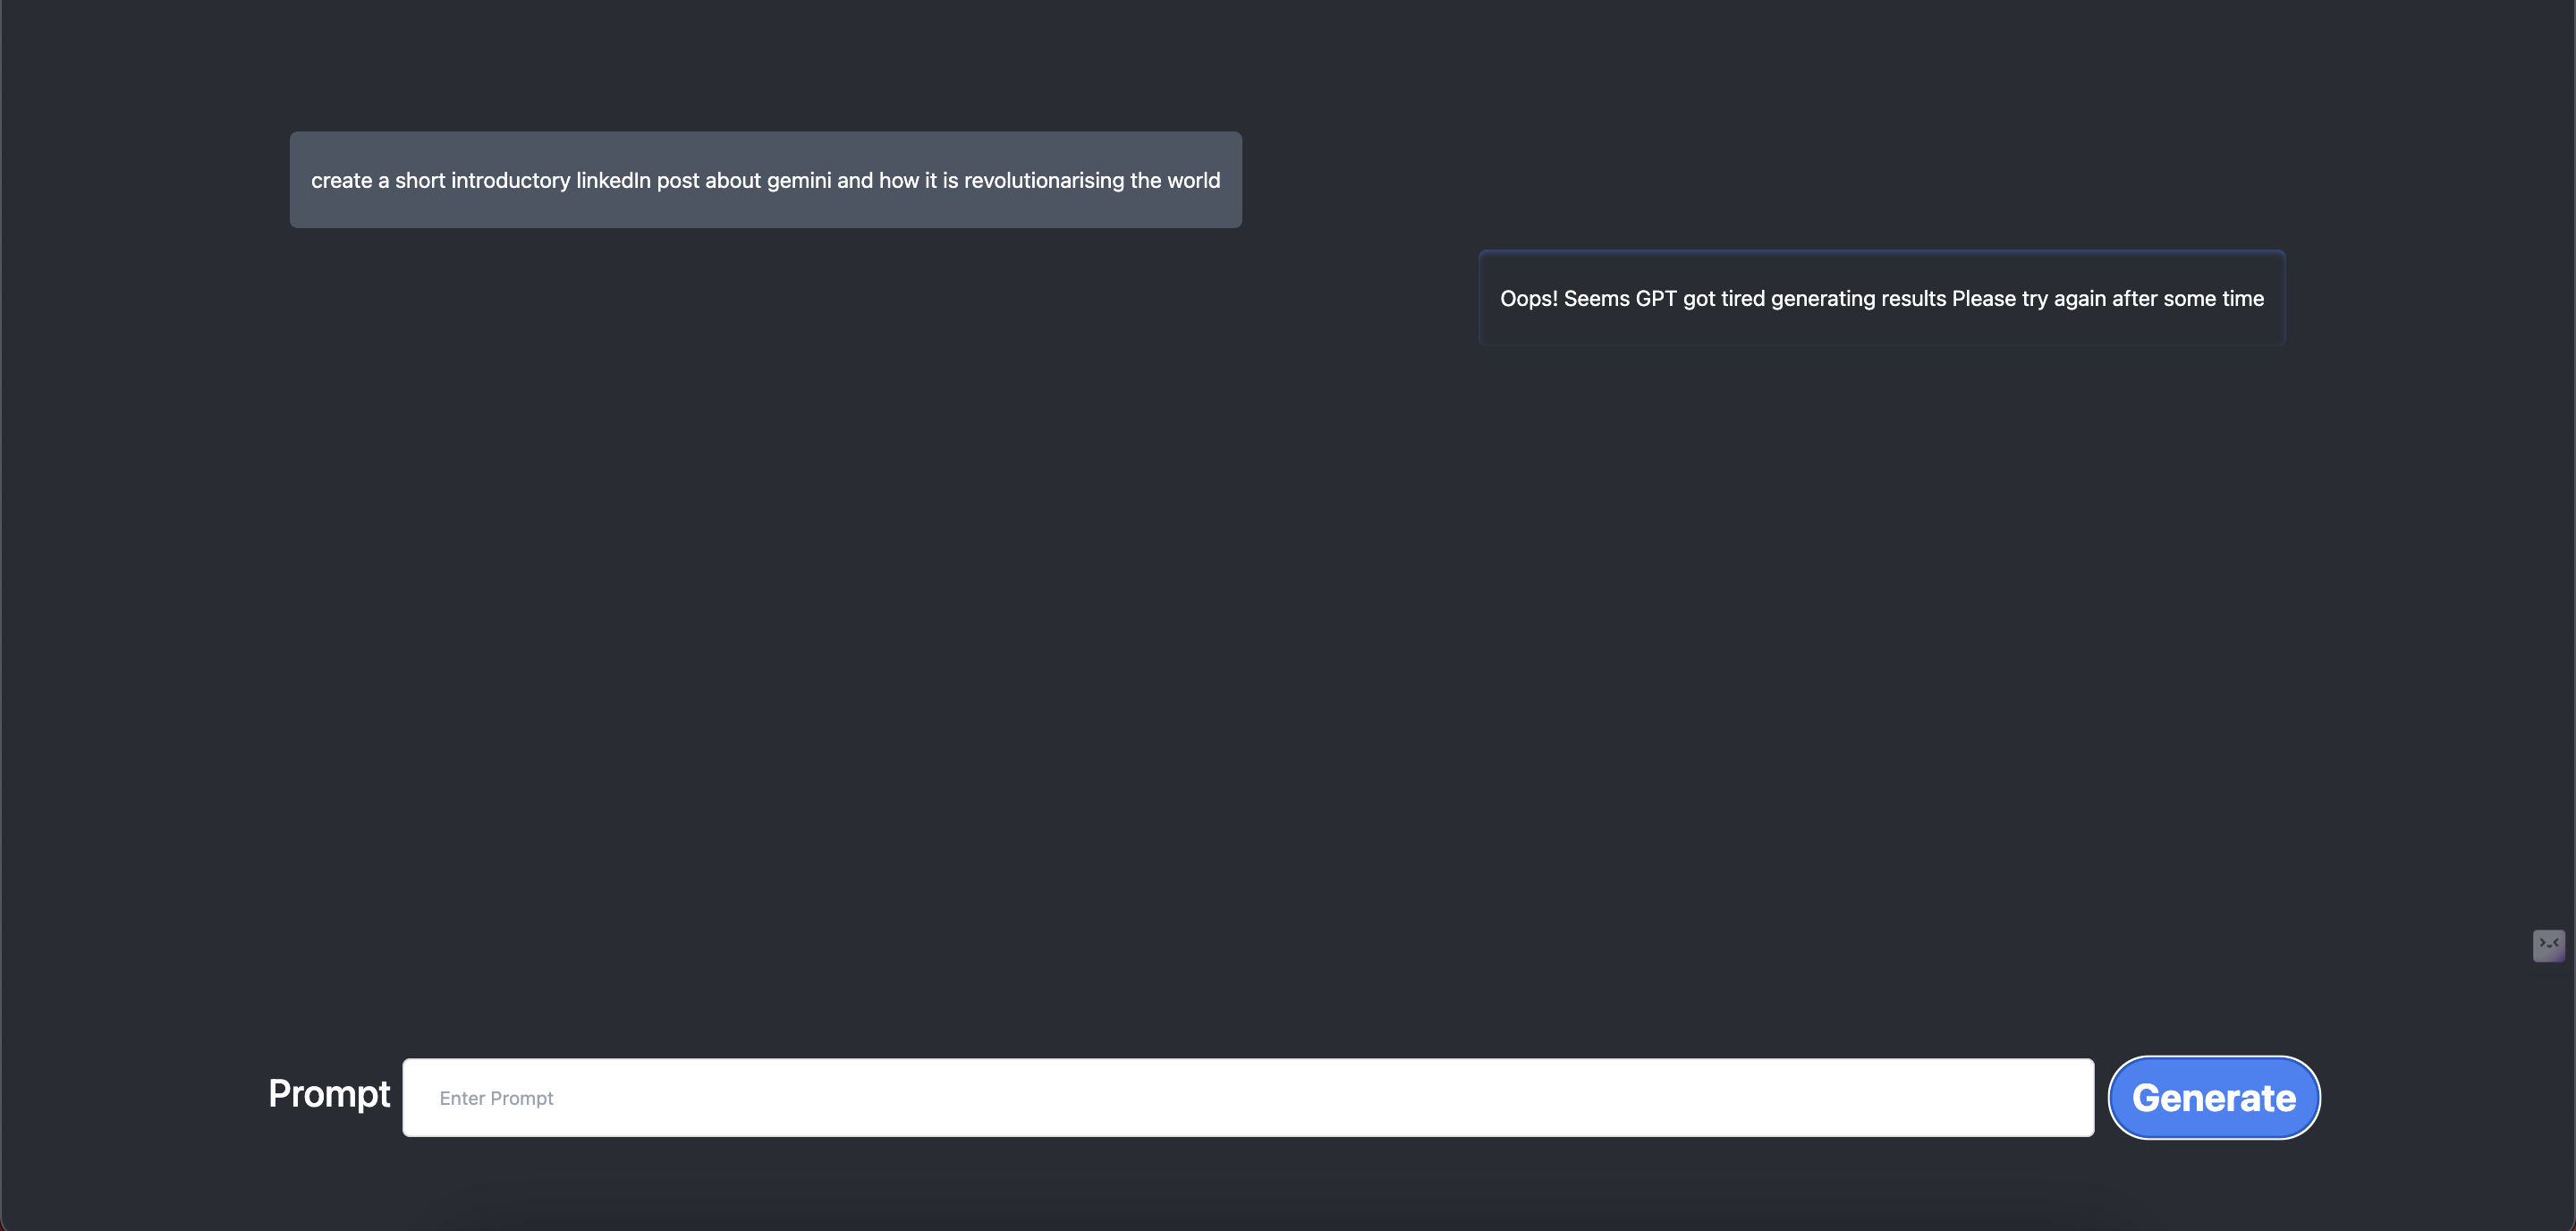 create a short introductory linkedIn post about gemini and how it is revolutionarising the world
Oops! Seems GPT got tired generating results Please try again after some time
Prompt
Enter Prompt
Generate